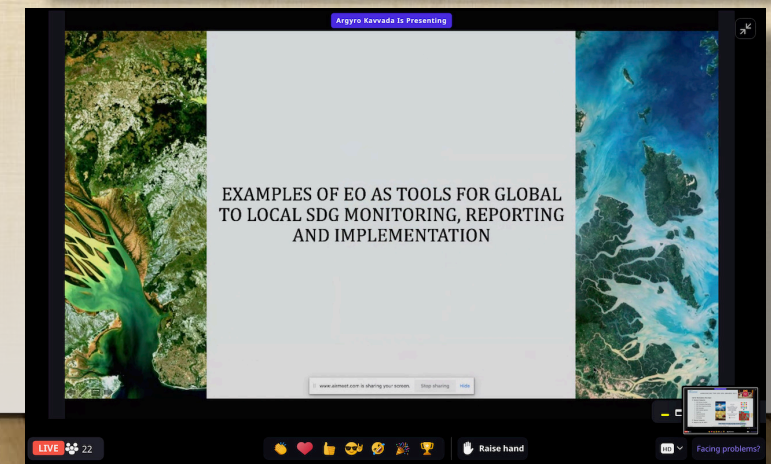 Argyro Kavvada Is Presenting
EXAMPLES OF EO AS TOOLS FOR GLOBAL
TO LOCAL SDG MONITORING, REPORTING
AND IMPLEMENTATION
www.airmeet.com is sharing your screen. Stop sharing Hide
LIVE 22 Raise hand HD Facing problems?